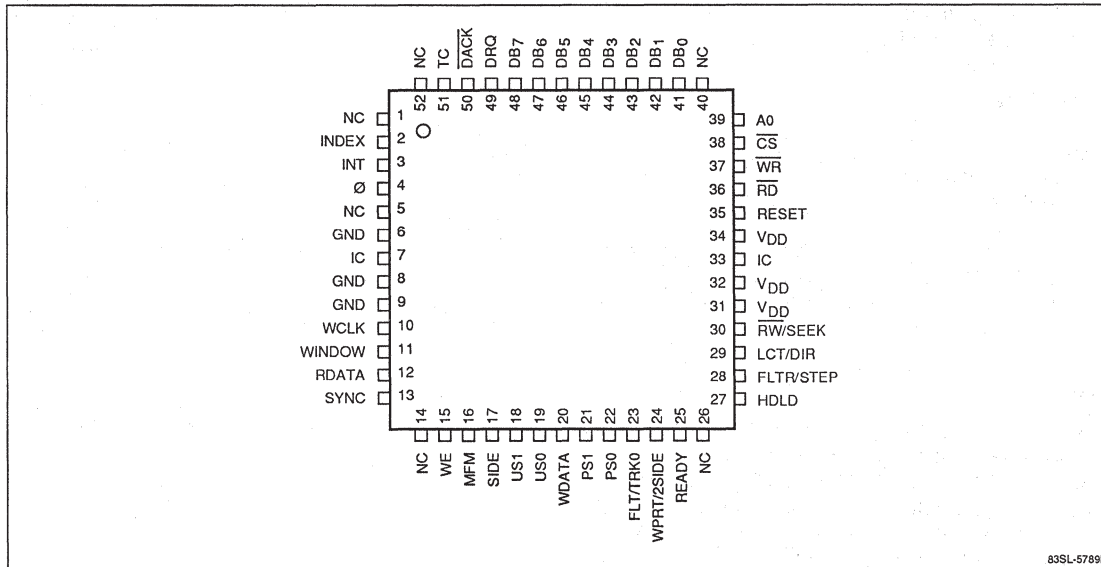 NC
TC
DACK
DRQ
DB7
DB6
DB5
DB4
DB3
DB2
DB1
DB0
NC
52
51
50
49
48
47
46
45
44
43
42
41
40
NC 1
INDEX 2
INT 3
Ø 4
NC 5
GND 6
IC 7
GND 8
GND 9
WCLK 10
WINDOW 11
RDATA 12
SYNC 13
39 A0
38 CS
37 WR
36 RD
35 RESET
34 VDD
33 IC
32 VDD
31 VDD
30 RW/SEEK
29 LCT/DIR
28 FLTR/STEP
27 HDLD
14
15
16
17
18
19
20
21
22
23
24
25
26
NC
WE
MFM
SIDE
US1
US0
WDATA
PS1
PS0
FLT/TRK0
WPRT/2SIDE
READY
NC
83SL-5789